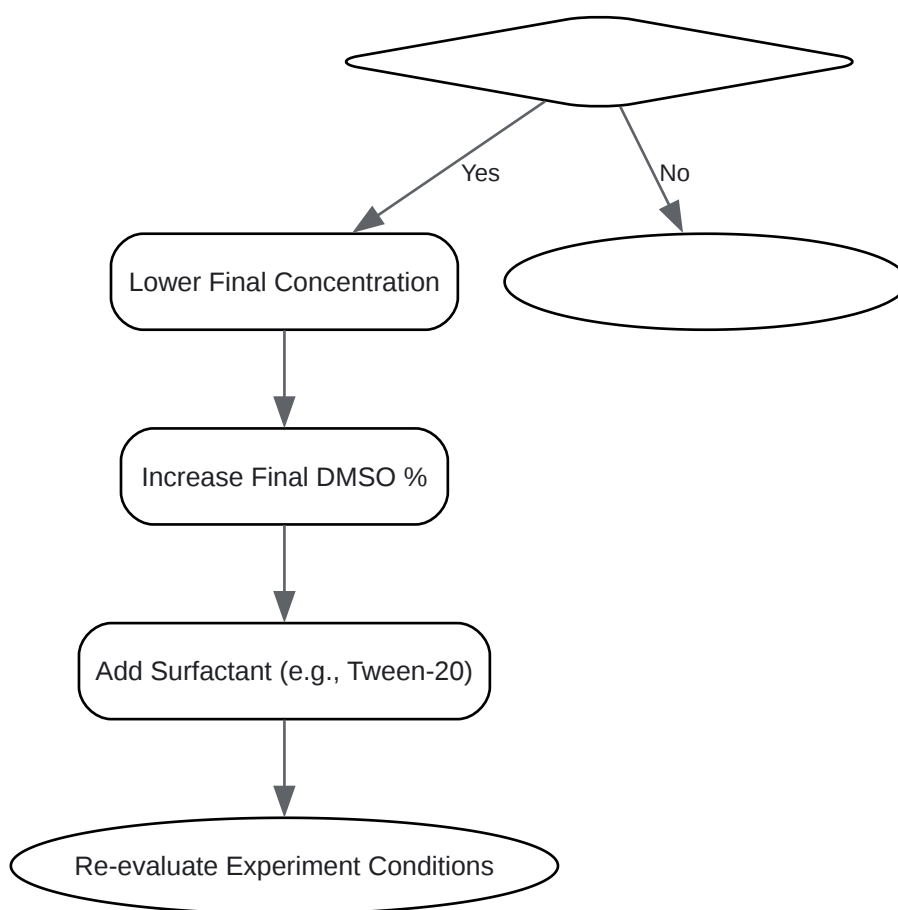 Yes
No
Lower Final Concentration
Increase Final DMSO %
Add Surfactant (e.g., Tween-20)
Re-evaluate Experiment Conditions